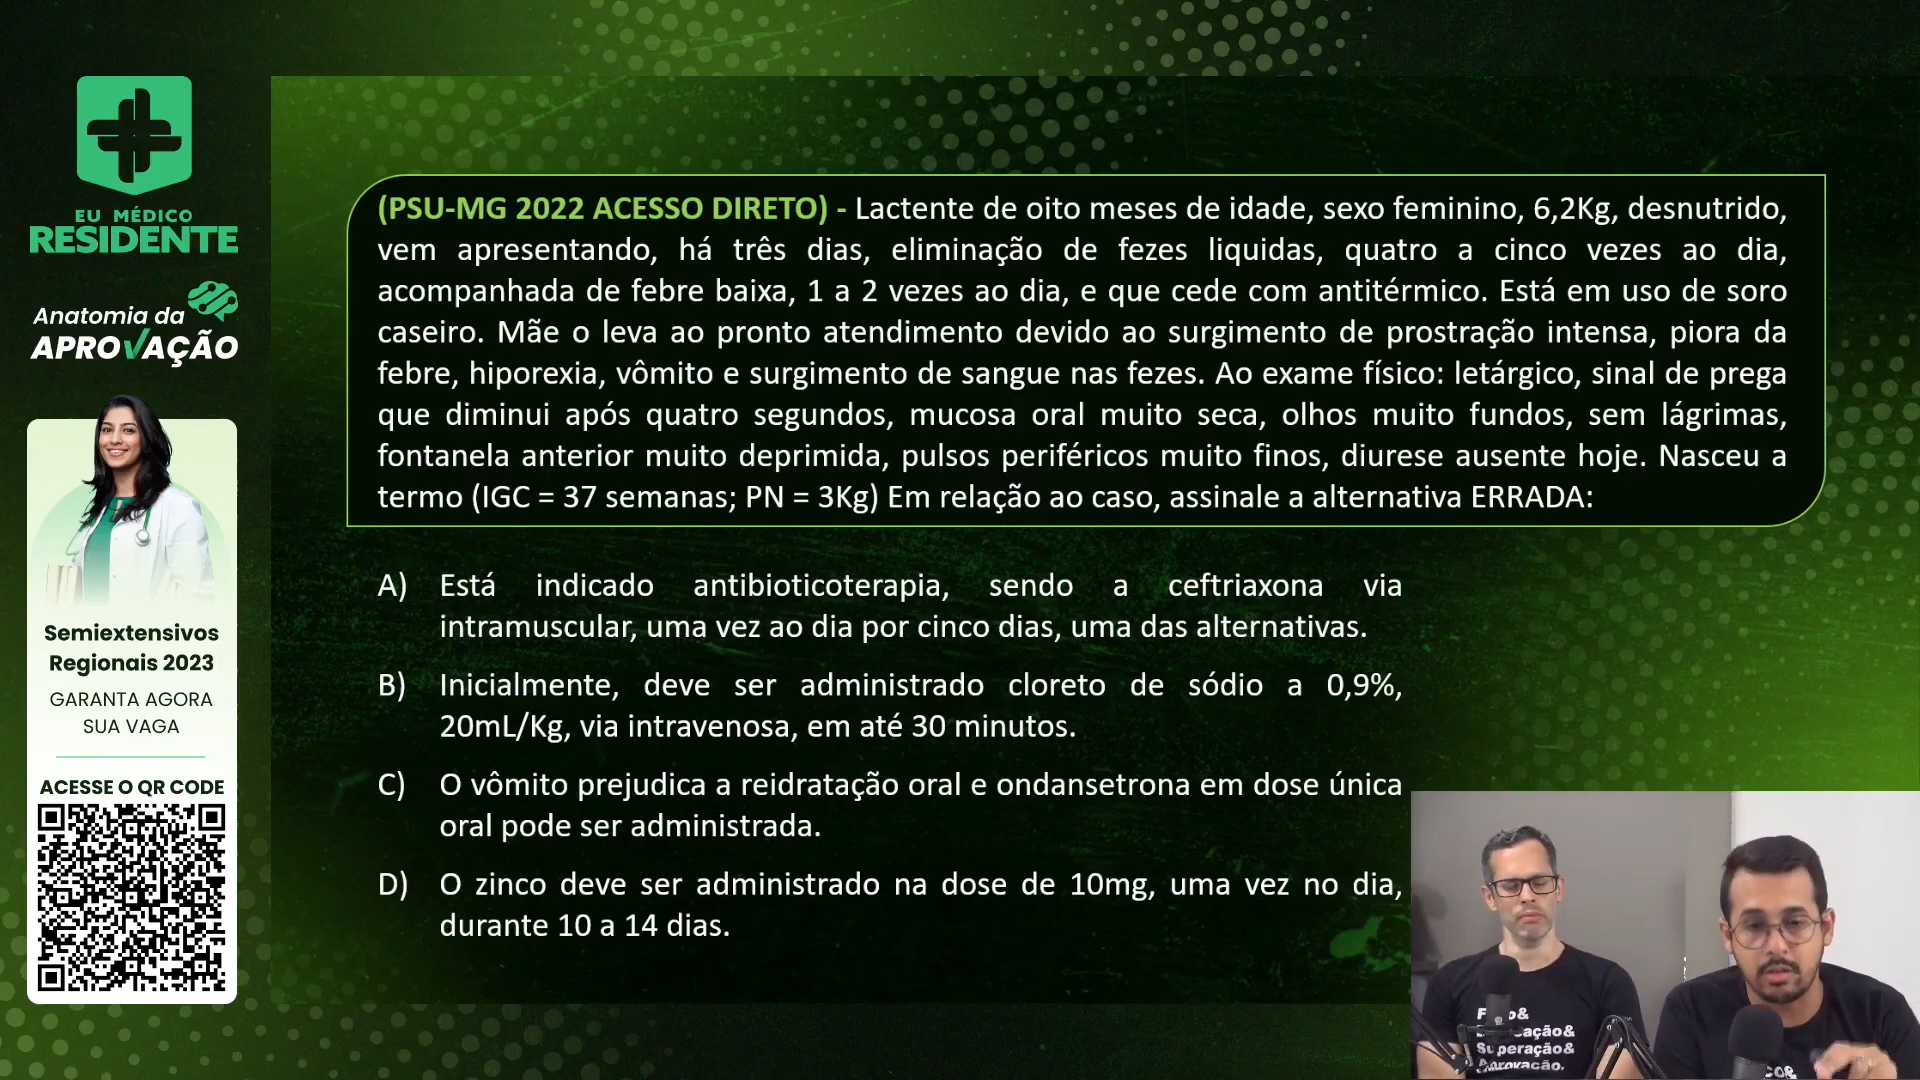 EU MÉDICO
RESIDENTE
Anatomia da
APROVAÇÃO
Semiextensivos
Regionais 2023
GARANTA AGORA
SUA VAGA
ACESSE O QR CODE
(PSU-MG 2022 ACESSO DIRETO) - Lactente de oito meses de idade, sexo feminino, 6,2Kg, desnutrido,
vem apresentando, há três dias, eliminação de fezes liquidas, quatro a cinco vezes ao dia,
acompanhada de febre baixa, 1 a 2 vezes ao dia, e que cede com antitérmico. Está em uso de soro
caseiro. Mãe o leva ao pronto atendimento devido ao surgimento de prostração intensa, piora da
febre, hiporexia, vômito e surgimento de sangue nas fezes. Ao exame físico: letárgico, sinal de prega
que diminui após quatro segundos, mucosa oral muito seca, olhos muito fundos, sem lágrimas,
fontanela anterior muito deprimida, pulsos periféricos muito finos, diurese ausente hoje. Nasceu a
termo (IGC = 37 semanas; PN = 3Kg) Em relação ao caso, assinale a alternativa ERRADA:
A) Está indicado antibioticoterapia, sendo a ceftriaxona via
intramuscular, uma vez ao dia por cinco dias, uma das alternativas.
B) Inicialmente, deve ser administrado cloreto de sódio a 0,9%,
20mL/Kg, via intravenosa, em até 30 minutos.
C) O vômito prejudica a reidratação oral e ondansetrona em dose única
oral pode ser administrada.
D) O zinco deve ser administrado na dose de 10mg, uma vez no dia,
durante 10 a 14 dias.
Superação&
Aprovação.